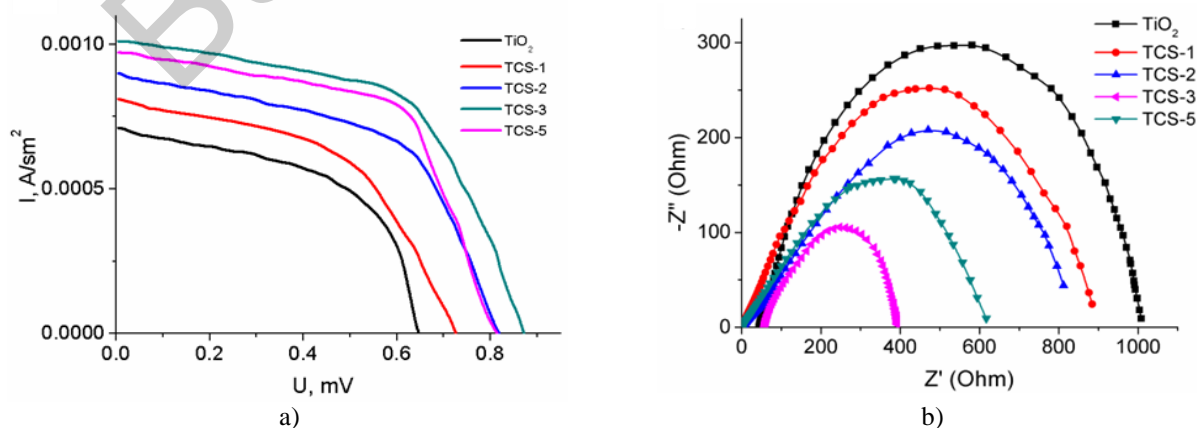 0.0010
0.0005
0.0000
I, A/sm²
0.0 0.2 0.4 0.6 0.8
U, mV
TiO₂
TCS-1
TCS-2
TCS-3
TCS-5
a)
300
200
100
0
-Z'' (Ohm)
0 200 400 600 800 1000
Z' (Ohm)
TiO₂
TCS-1
TCS-2
TCS-3
TCS-5
b)